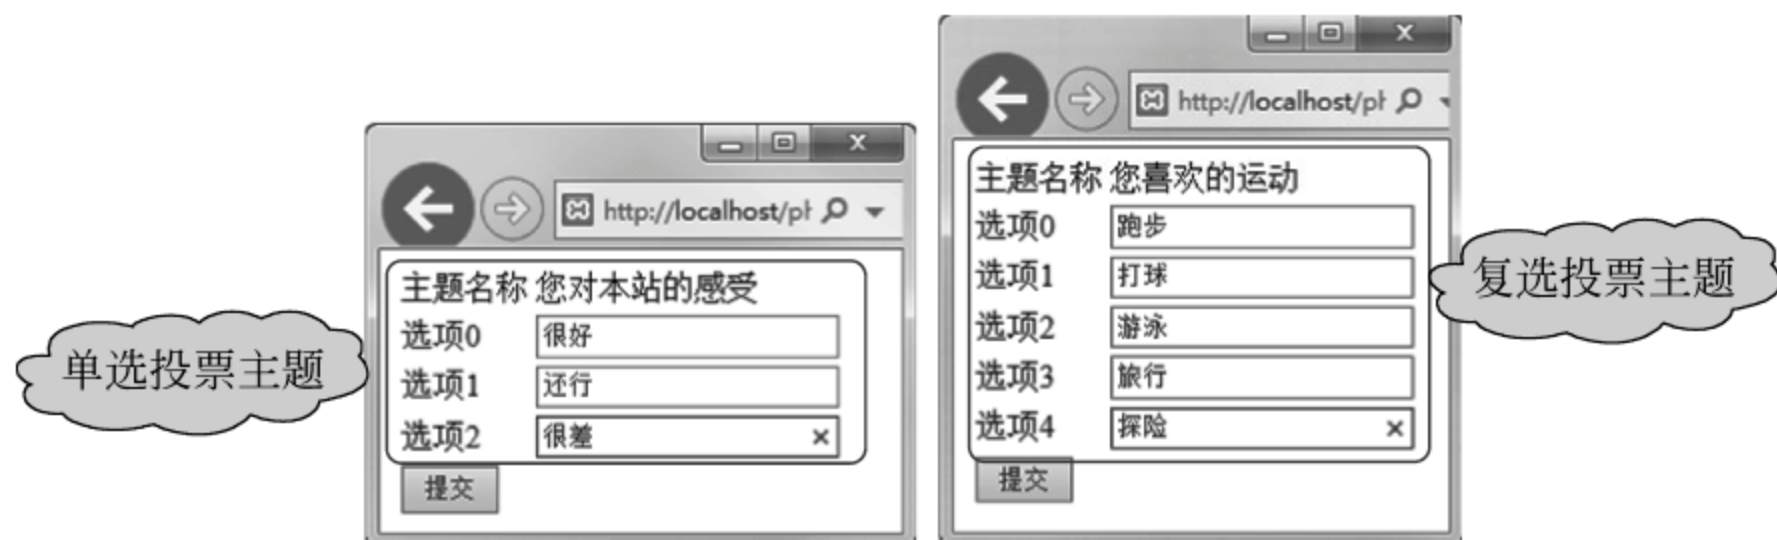 单选投票主题
http://localhost/pl
主题名称 您对本站的感受
选项0 很好
选项1 还行
选项2 很差 ×
提交
http://localhost/pl
主题名称 您喜欢的运动
选项0 跑步
选项1 打球
选项2 游泳
选项3 旅行
选项4 探险 ×
提交
复选投票主题